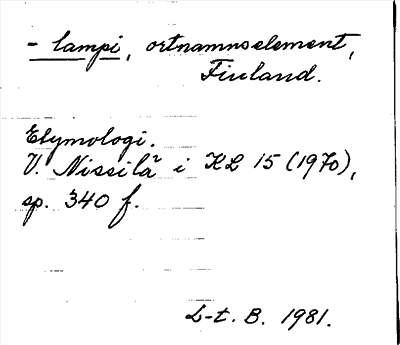 - lampi, ortnamnselement,
Finland.
Etymologi.
V. Nissilä i KL 15 (1970),
sp. 340 f.
L-t. B. 1981.